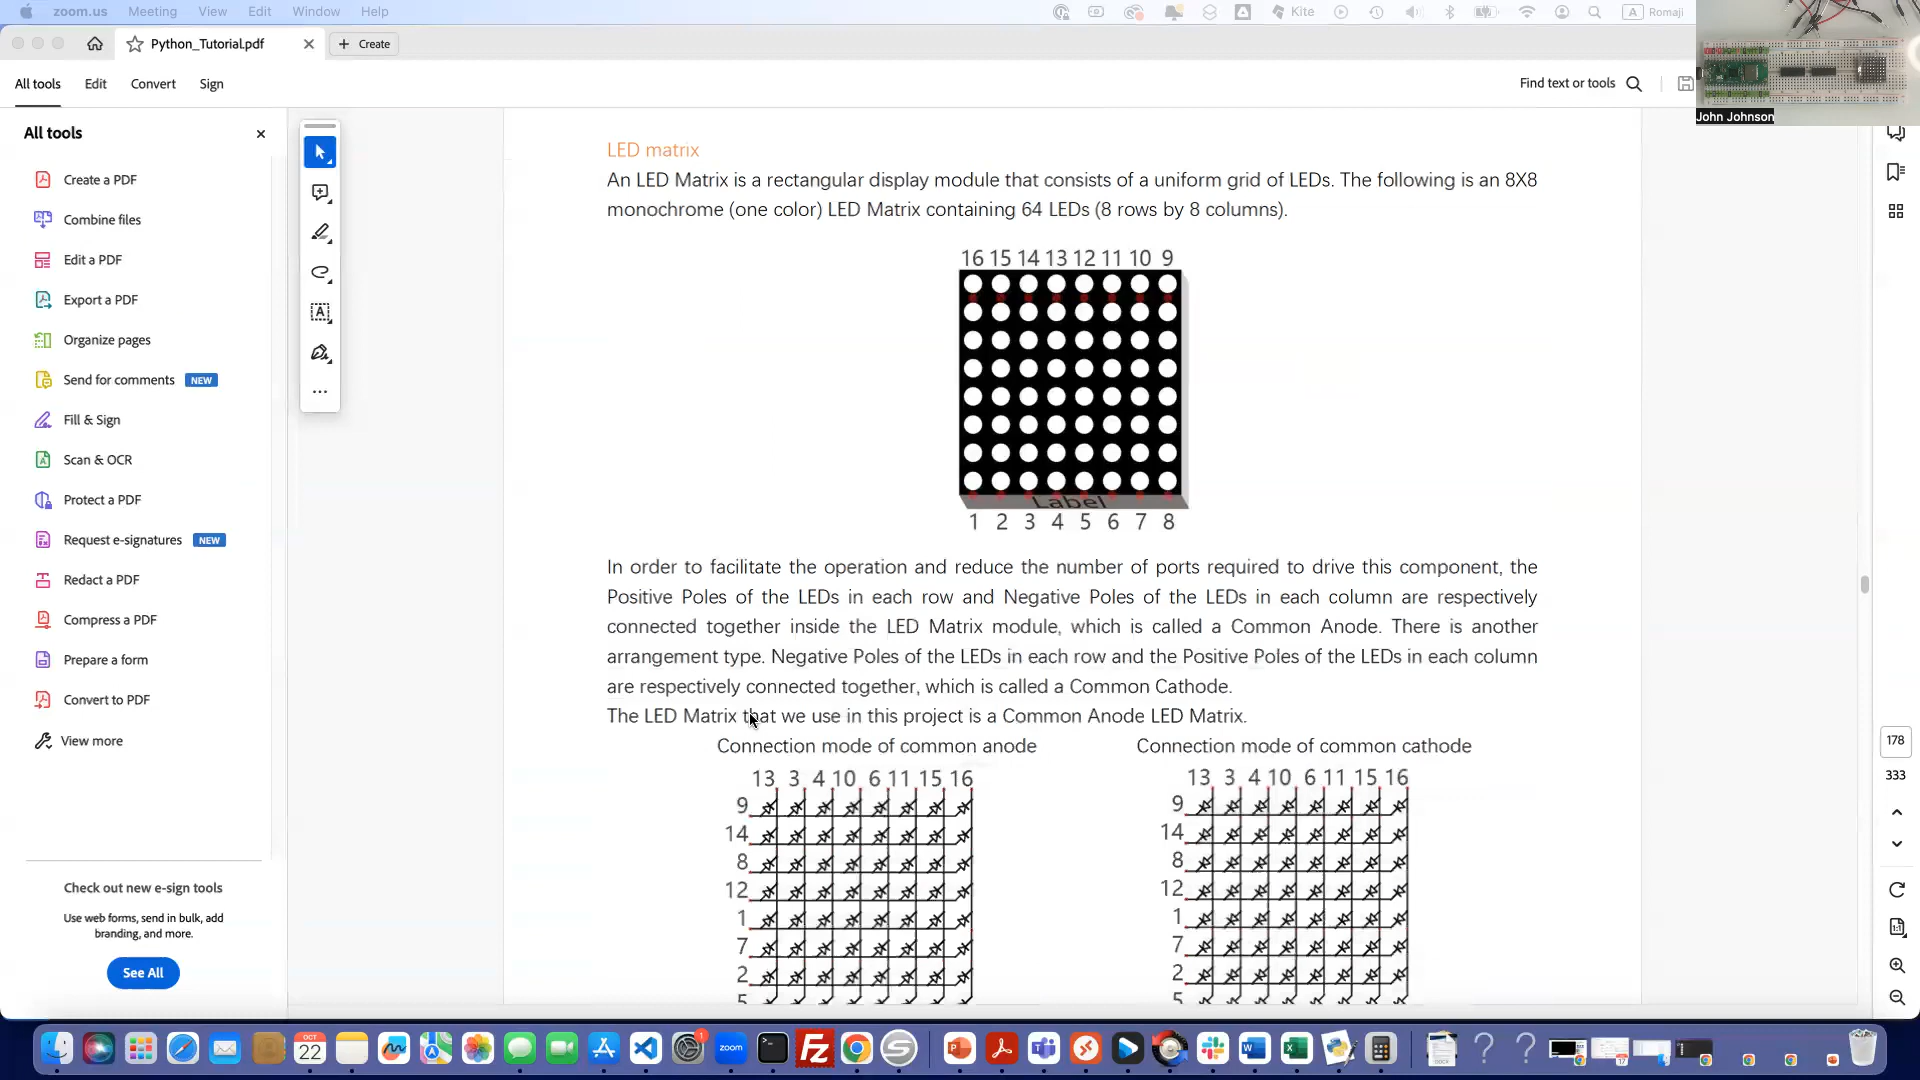 zoom.us Meeting View Edit Window Help
Kite
A Romaji
Python_Tutorial.pdf
+ Create
All tools Edit Convert Sign
Find text or tools
John Johnson
All tools
Create a PDF
Combine files
Edit a PDF
Export a PDF
Organize pages
Send for comments NEW
Fill & Sign
Scan & OCR
Protect a PDF
Request e-signatures NEW
Redact a PDF
Compress a PDF
Prepare a form
Convert to PDF
View more
Check out new e-sign tools
Use web forms, send in bulk, add
branding, and more.
See All
LED matrix
An LED Matrix is a rectangular display module that consists of a uniform grid of LEDs. The following is an 8X8
monochrome (one color) LED Matrix containing 64 LEDs (8 rows by 8 columns).
16 15 14 13 12 11 10 9
Label
1 2 3 4 5 6 7 8
In order to facilitate the operation and reduce the number of ports required to drive this component, the
Positive Poles of the LEDs in each row and Negative Poles of the LEDs in each column are respectively
connected together inside the LED Matrix module, which is called a Common Anode. There is another
arrangement type. Negative Poles of the LEDs in each row and the Positive Poles of the LEDs in each column
are respectively connected together, which is called a Common Cathode.
The LED Matrix that we use in this project is a Common Anode LED Matrix.
Connection mode of common anode
13 3 4 10 6 11 15 16
9
14
8
12
1
7
2
5
Connection mode of common cathode
13 3 4 10 6 11 15 16
9
14
8
12
1
7
2
5
178
333
OCT
22
zoom